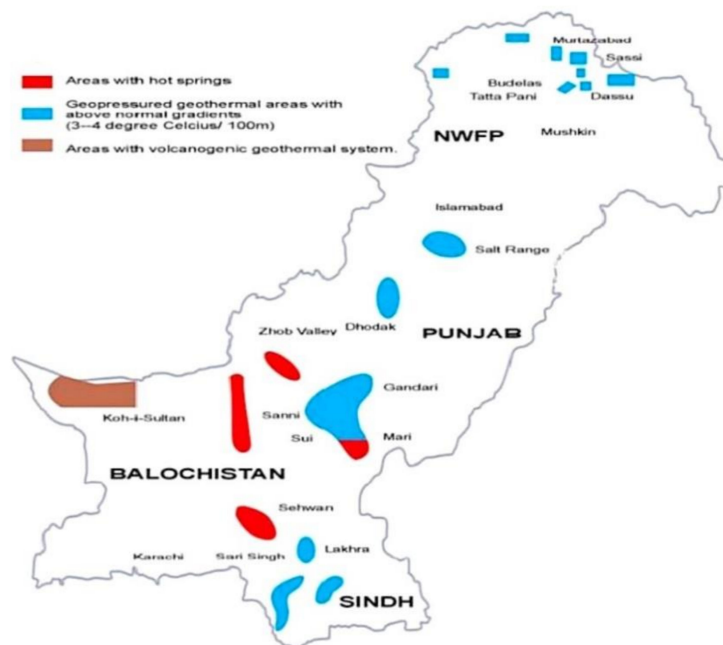 Areas with hot springs
Geopressured geothermal areas with
above normal gradients
(3--4 degree Celcius/ 100m)
Areas with volcanogenic geothermal system.
Murtazabad
Sassi
Budelas
Tatta Pani
Dassu
NWFP
Mushkin
Islamabad
Salt Range
Zhob Valley
Dhodak
PUNJAB
Gandari
Koh-i-Sultan
Sanni
Sui
Mari
BALOCHISTAN
Sehwan
Karachi
Sari Singh
Lakhra
SINDH